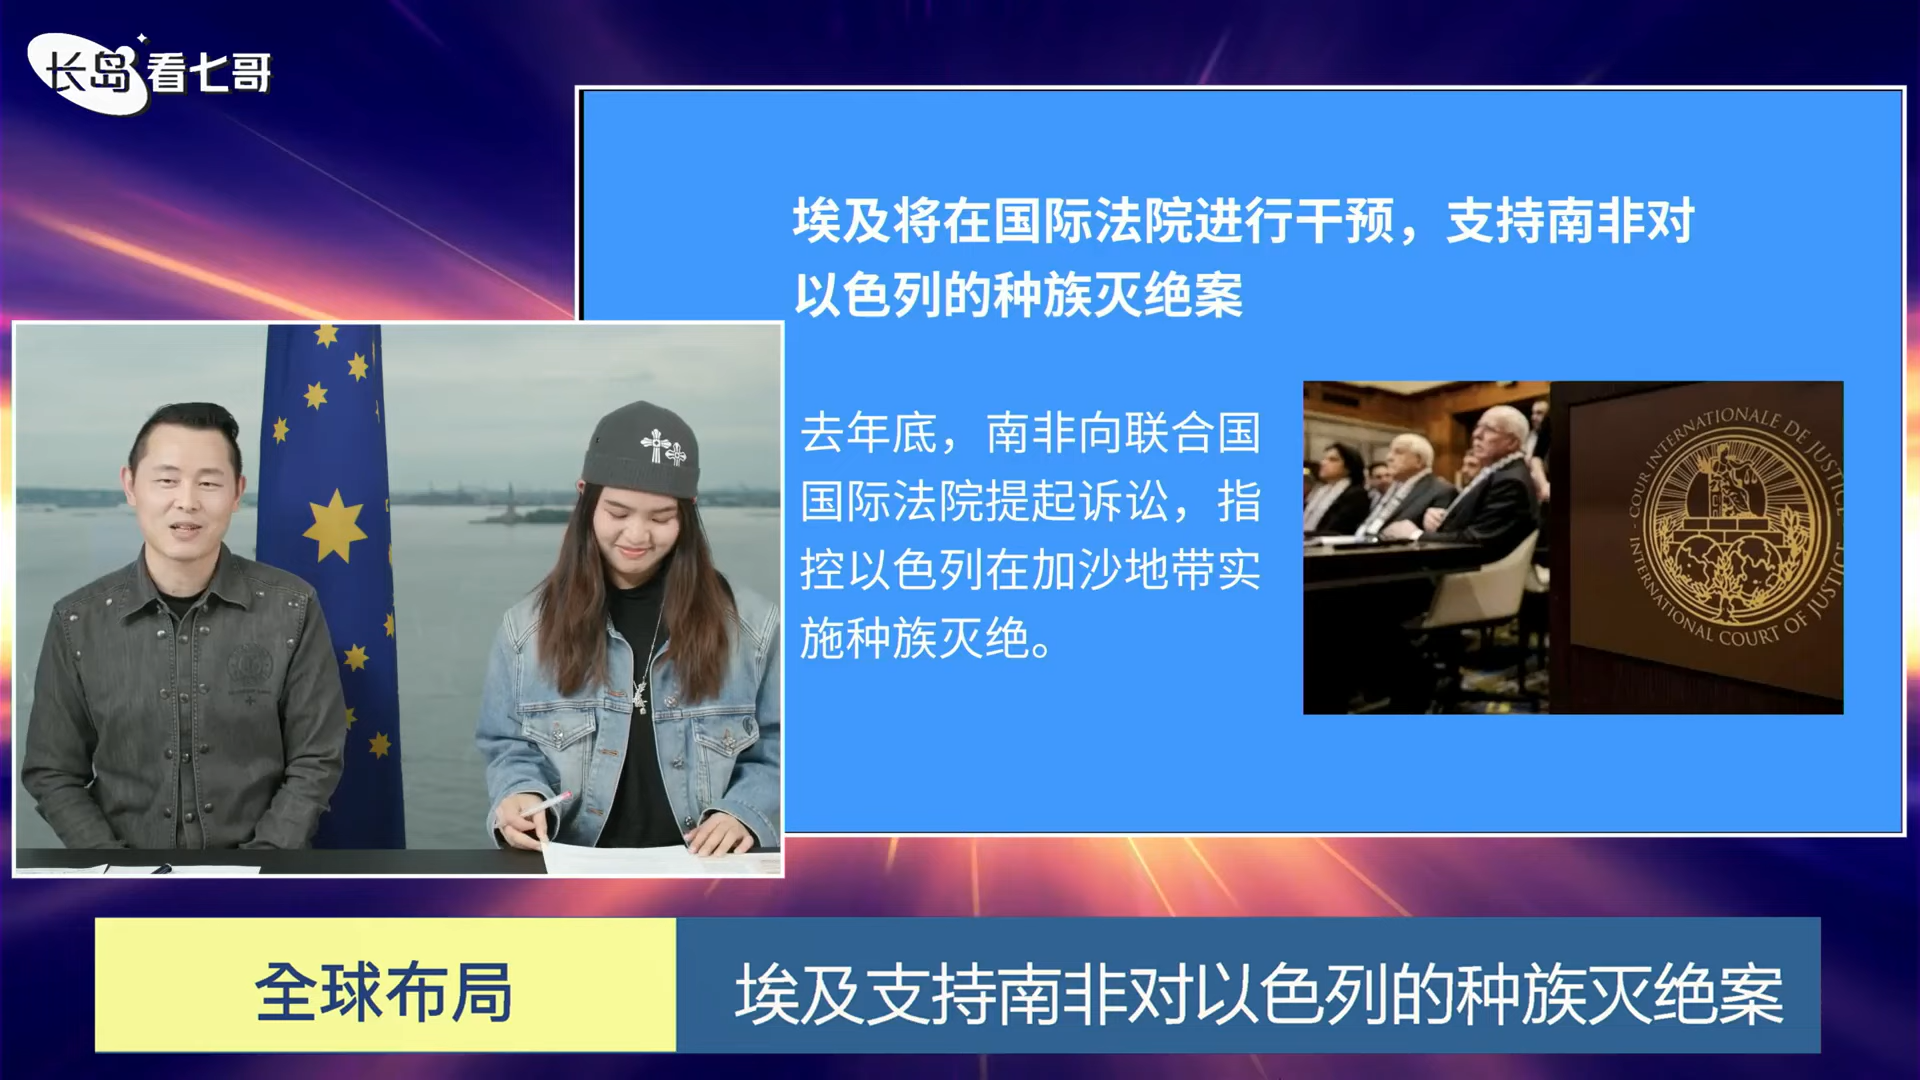 长岛看七哥
埃及将在国际法院进行干预，支持南非对
以色列的种族灭绝案
去年底，南非向联合国
国际法院提起诉讼，指
控以色列在加沙地带实
施种族灭绝。
COUR INTERNATIONALE DE JUSTICE
INTERNATIONAL COURT OF JUSTICE
全球布局
埃及支持南非对以色列的种族灭绝案